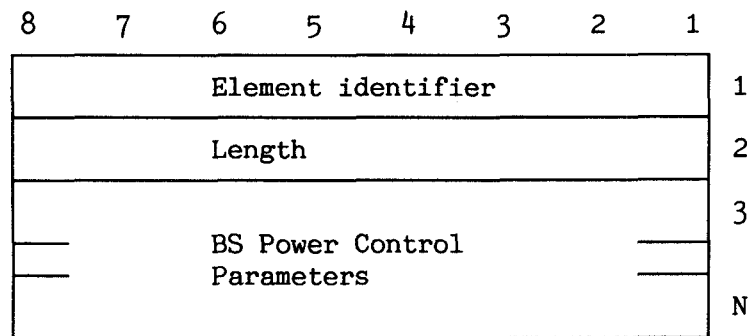 8 7 6 5 4 3 2 1
Element identifier 1
Length 2
3
BS Power Control
Parameters
N